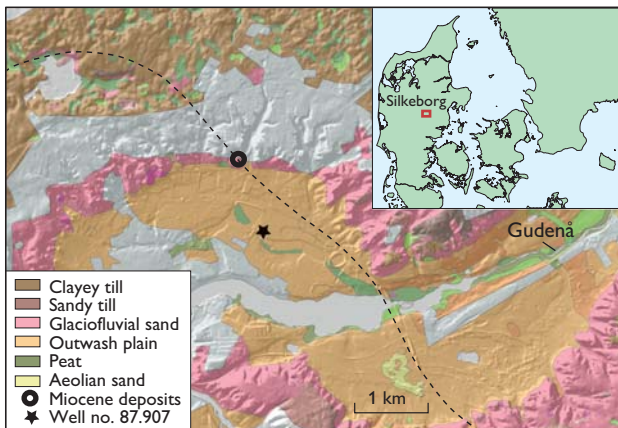 Silkeborg
Gudenå
Clayey till
Sandy till
Glaciofluvial sand
Outwash plain
Peat
Aeolian sand
Miocene deposits
Well no. 87.907
1 km